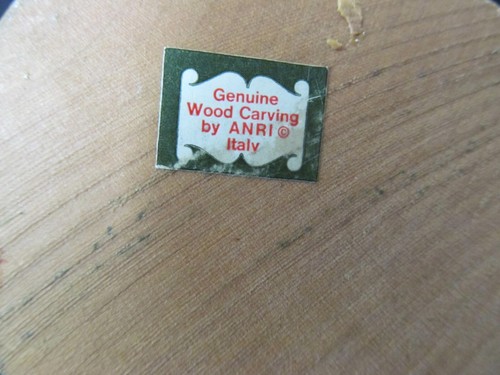 Genuine
Wood Carving
by ANRI ©
Italy